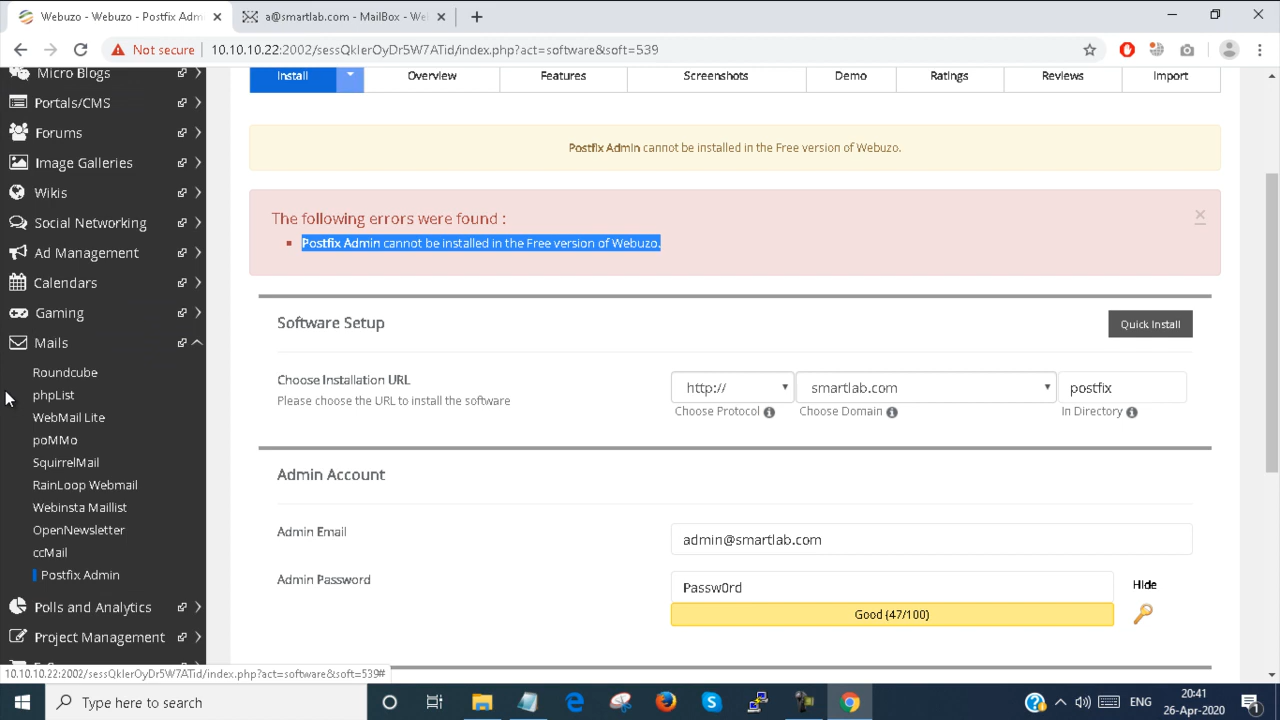 Webuzo - Webuzo - Postfix Adm
a@smartlab.com - MailBox - We
Not secure
10.10.10.22:2002/sessQkIerOyDr5W7ATid/index.php?act=software&soft=539
Micro Blogs
Portals/CMS
Forums
Image Galleries
Wikis
Social Networking
Ad Management
Calendars
Gaming
Mails
Roundcube
phpList
WebMail Lite
poMMo
SquirrelMail
RainLoop Webmail
Webinsta Maillist
OpenNewsletter
ccMail
Postfix Admin
Polls and Analytics
Project Management
Install
Overview
Features
Screenshots
Demo
Ratings
Reviews
Import
Postfix Admin cannot be installed in the Free version of Webuzo.
The following errors were found :
Postfix Admin cannot be installed in the Free version of Webuzo.
Software Setup
Quick Install
Choose Installation URL
Please choose the URL to install the software
http://
smartlab.com
postfix
Choose Protocol
Choose Domain
In Directory
Admin Account
Admin Email
admin@smartlab.com
Admin Password
Passw0rd
Hide
Good (47/100)
10.10.10.22:2002/sessQkIerOyDr5W7ATid/index.php?act=software&soft=539#
Type here to search
ENG
20:41
26-Apr-2020